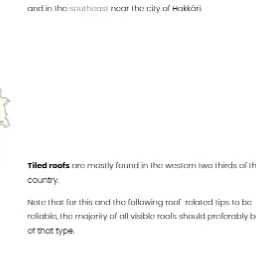 and in the southeast near the city of Hakkâri.
Tiled roofs are mostly found in the western two thirds of th
country.
Note that for this and the following roof related tips to be
reliable, the majority of all visible roofs should preferably b
of that type.